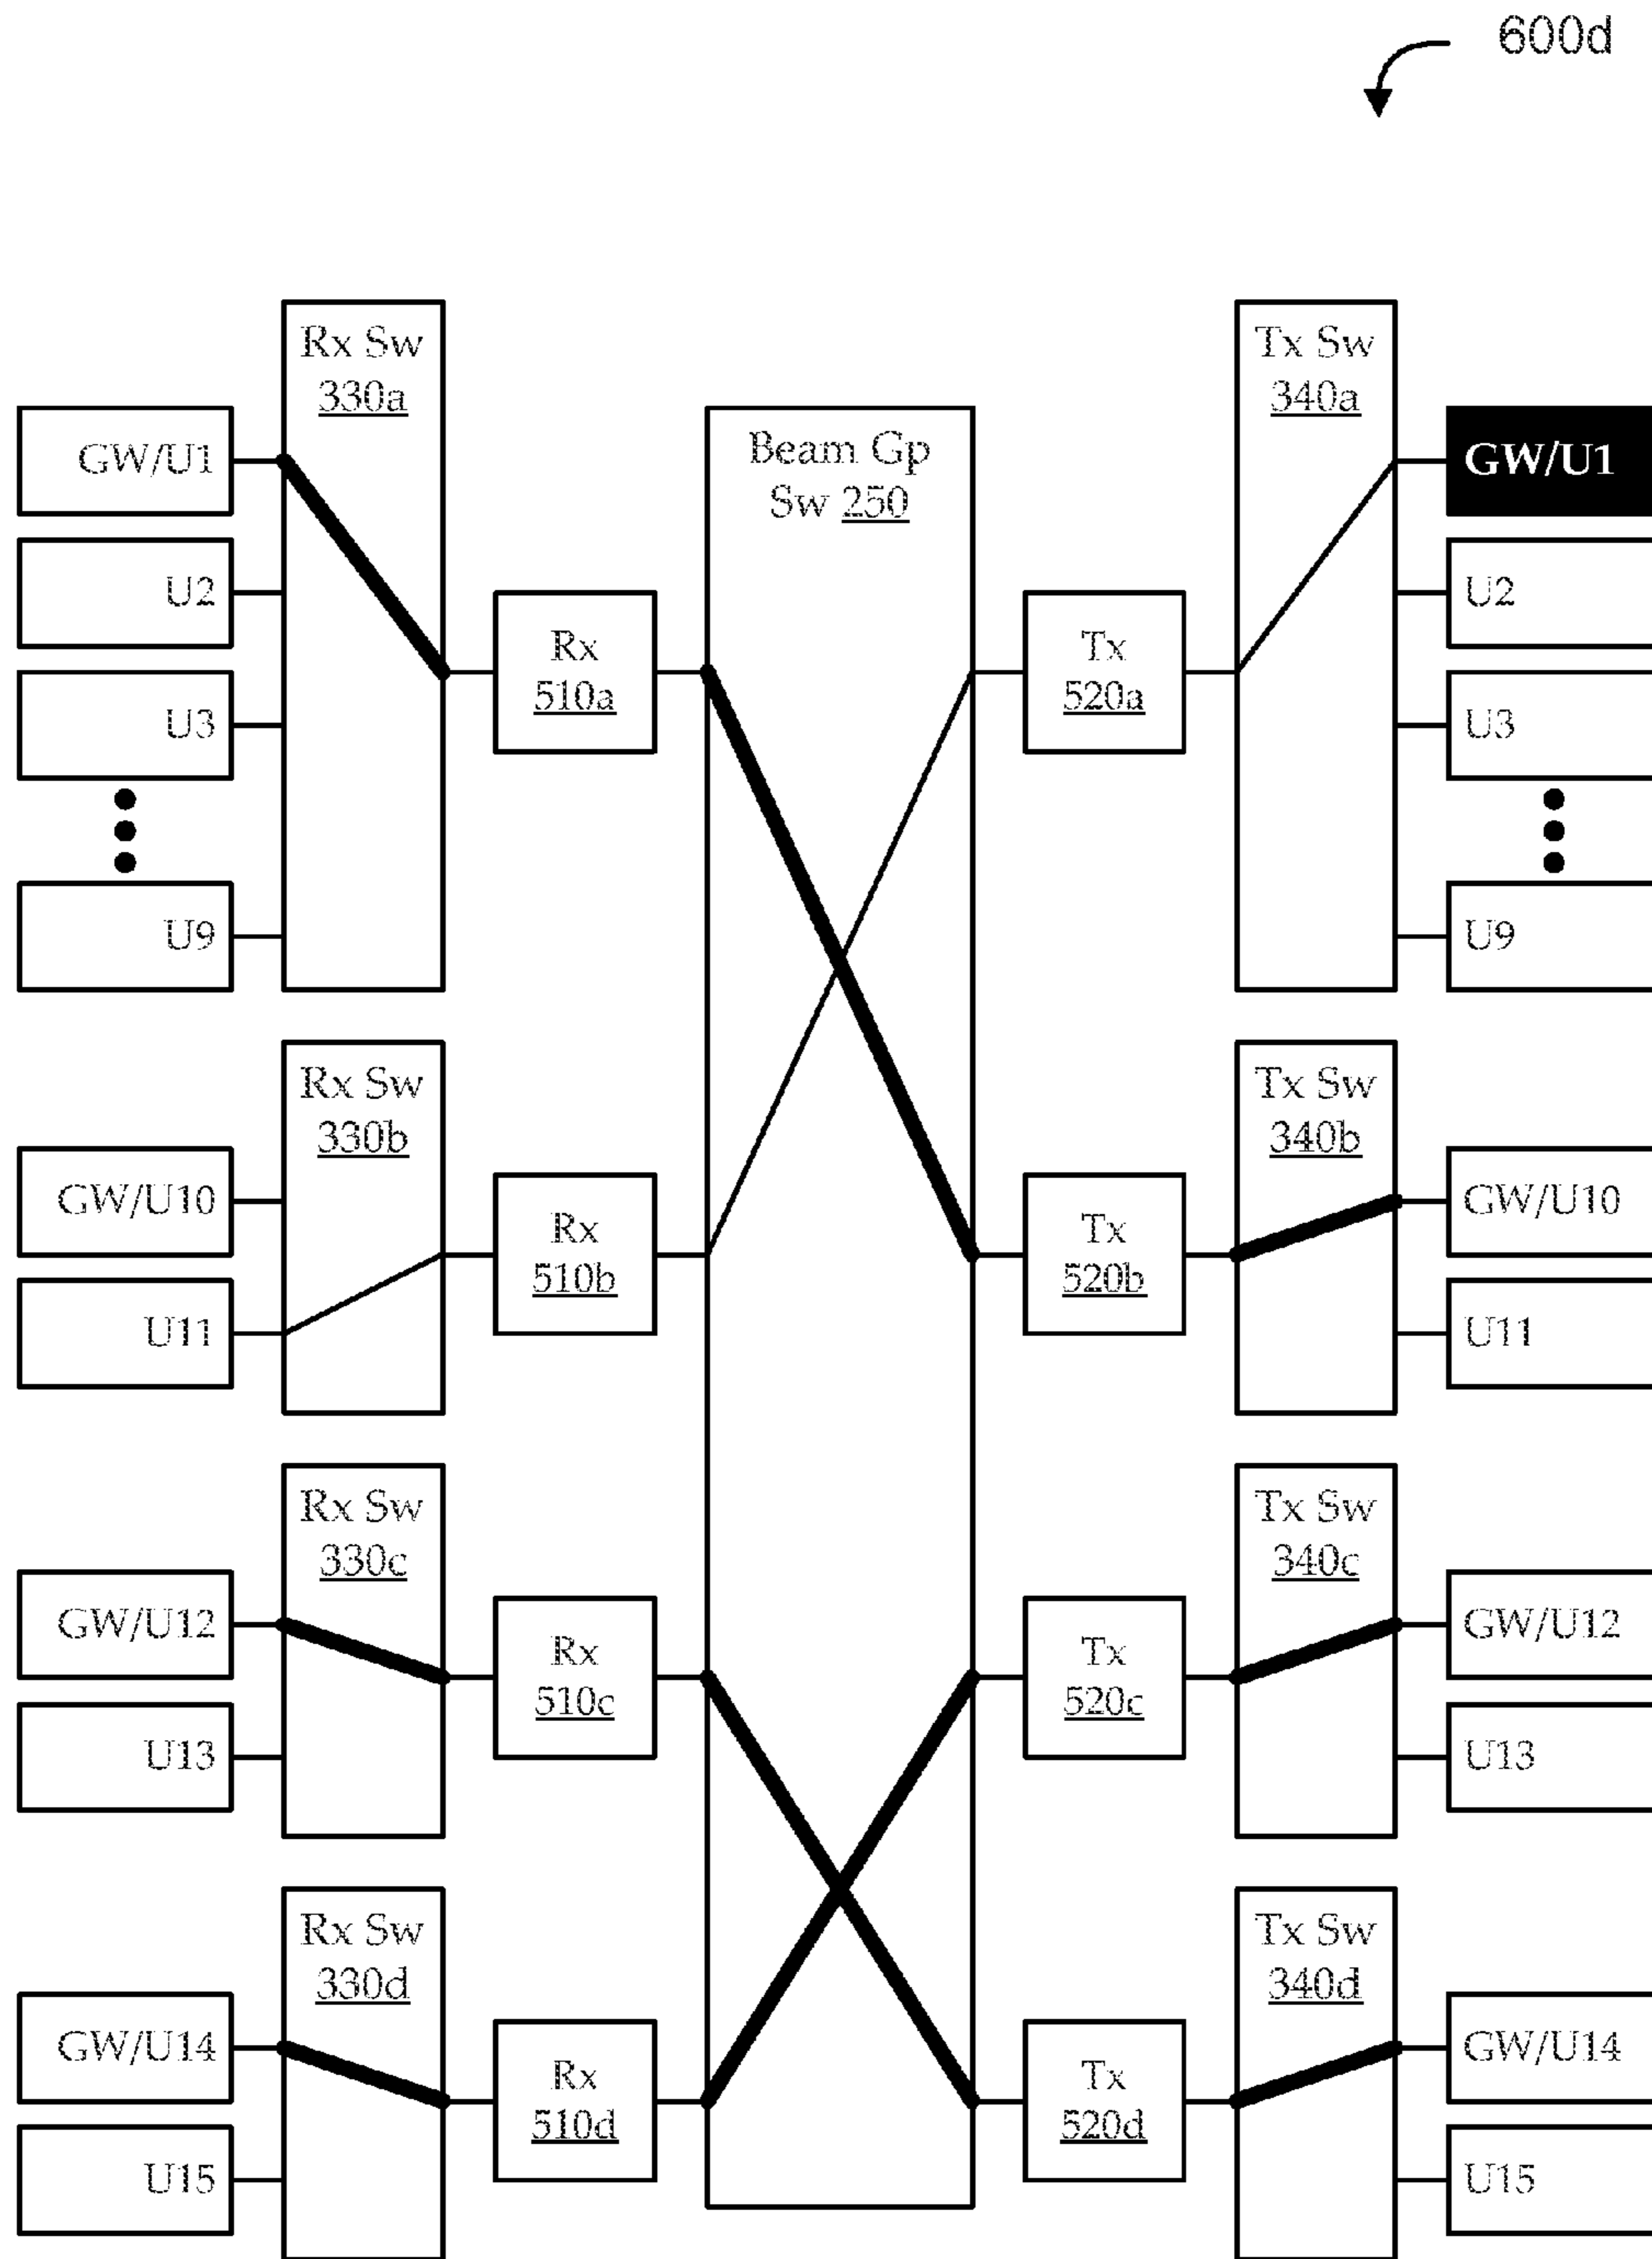 600d
Rx Sw
330a
GW/U1
U2
U3
U9
Rx
510a
Beam Gp
Sw 250
Tx
520a
Tx Sw
340a
GW/U1
U2
U3
U9
Rx Sw
330b
GW/U10
U11
Rx
510b
Tx
520b
Tx Sw
340b
GW/U10
U11
Rx Sw
330c
GW/U12
U13
Rx
510c
Tx
520c
Tx Sw
340c
GW/U12
U13
Rx Sw
330d
GW/U14
U15
Rx
510d
Tx
520d
Tx Sw
340d
GW/U14
U15